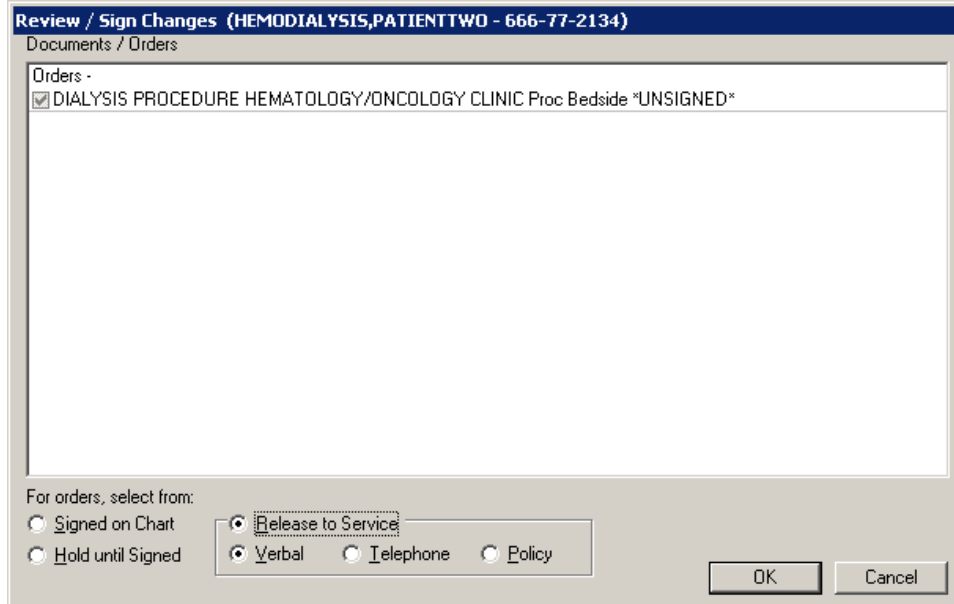 Review / Sign Changes (HEMODIALYSIS,PATIENTTWO - 666-77-2134)
Documents / Orders
Orders -
DIALYSIS PROCEDURE HEMATOLOGY/ONCOLOGY CLINIC Proc Bedside *UNSIGNED*
For orders, select from:
Signed on Chart Release to Service
Hold until Signed Verbal Telephone Policy
OK Cancel